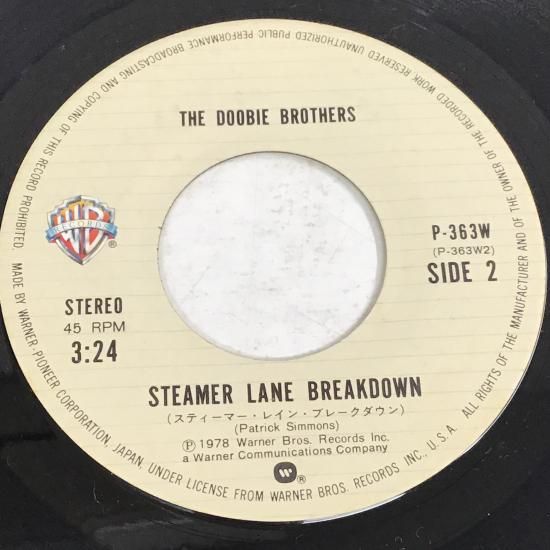 THE DOOBIE BROTHERS
WB
RECORDS
®
P-363W
(P-363W2)
SIDE 2
STEREO
45 RPM
3:24
STEAMER LANE BREAKDOWN
(スティーマー・レイン・ブレークダウン)
(Patrick Simmons)
Ⓟ1978 Warner Bros. Records Inc.
a Warner Communications Company
®
MADE BY WARNER-PIONEER CORPORATION, JAPAN, UNDER LICENSE FROM WARNER BROS. RECORDS INC., U.S.A. ALL RIGHTS OF THE MANUFACTURER AND OF THE OWNER OF THE RECORDED WORK RESERVED. UNAUTHORIZED PUBLIC PERFORMANCE BROADCASTING AND COPYING OF THIS RECORD PROHIBITED.